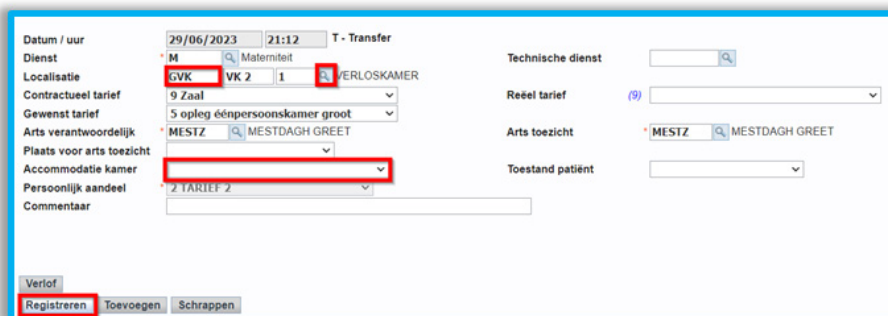 Datum / uur 29/06/2023 21:12 T - Transfer
Dienst * M Materniteit Technische dienst
Localisatie GVK VK 2 1 VERLOSKAMER
Contractueel tarief 9 Zaal Reëel tarief (9)
Gewenst tarief 5 opleg éénpersoonskamer groot
Arts verantwoordelijk * MESTZ MESTDAGH GREET Arts toezicht * MESTZ MESTDAGH GREET
Plaats voor arts toezicht
Accommodatie kamer Toestand patiënt
Persoonlijk aandeel * 2 TARIEF 2
Commentaar
Verlof
Registreren Toevoegen Schrappen